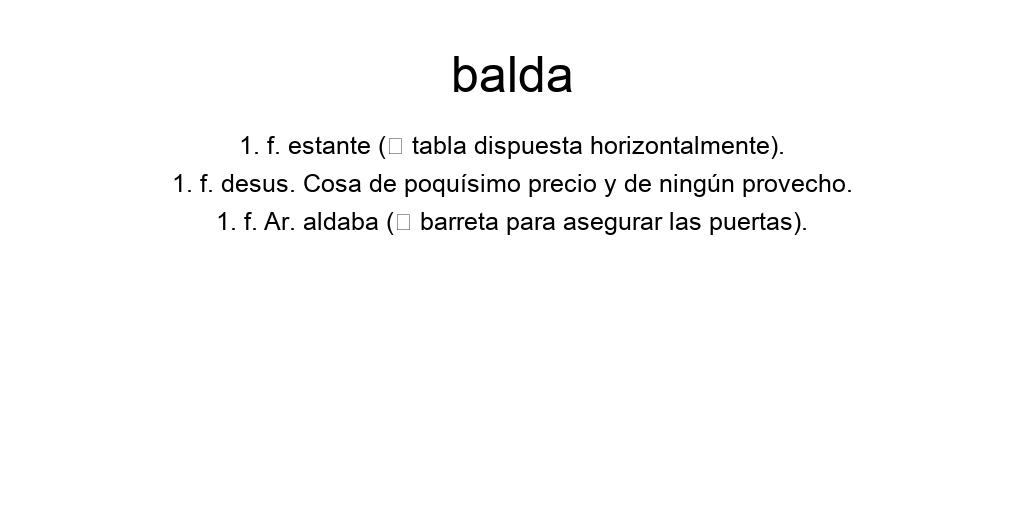 balda
1. f. estante (▯ tabla dispuesta horizontalmente).
1. f. desus. Cosa de poquísimo precio y de ningún provecho.
1. f. Ar. aldaba (▯ barreta para asegurar las puertas).